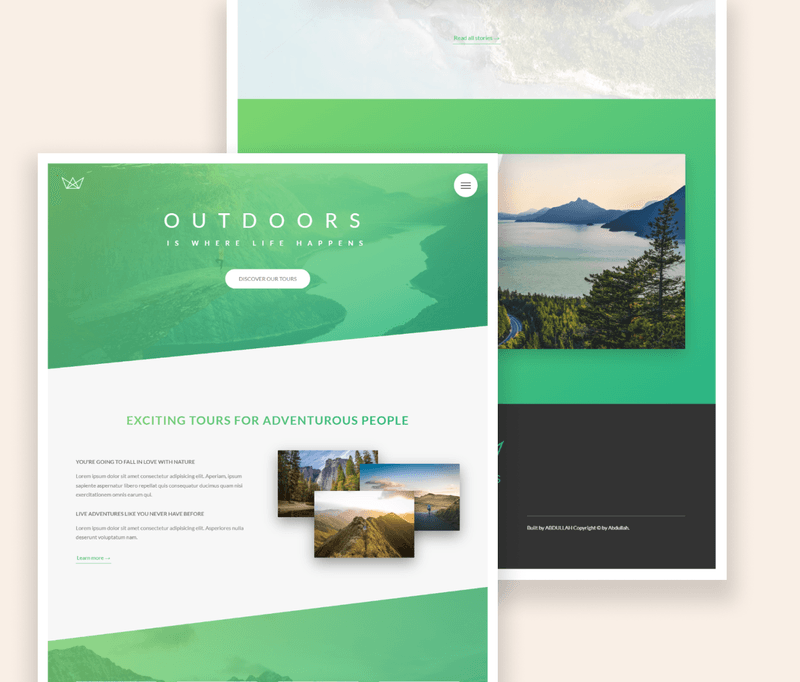 Read all stories →
OUTDOORS
IS WHERE LIFE HAPPENS
DISCOVER OUR TOURS
EXCITING TOURS FOR ADVENTUROUS PEOPLE
YOU'RE GOING TO FALL IN LOVE WITH NATURE
Lorem ipsum dolor sit amet consectetur adipisicing elit. Aperiam, ipsum
sapiente aspernatur libero repellat quis consequatur ducimus quam nisi
exercitationem omnis earum qui.
LIVE ADVENTURES LIKE YOU NEVER HAVE BEFORE
Lorem ipsum dolor sit amet consectetur adipisicing elit. Asperiores nulla
deserunt voluptatum nam.
Learn more →
S
Built by ABDULLAH Copyright © by Abdullah.